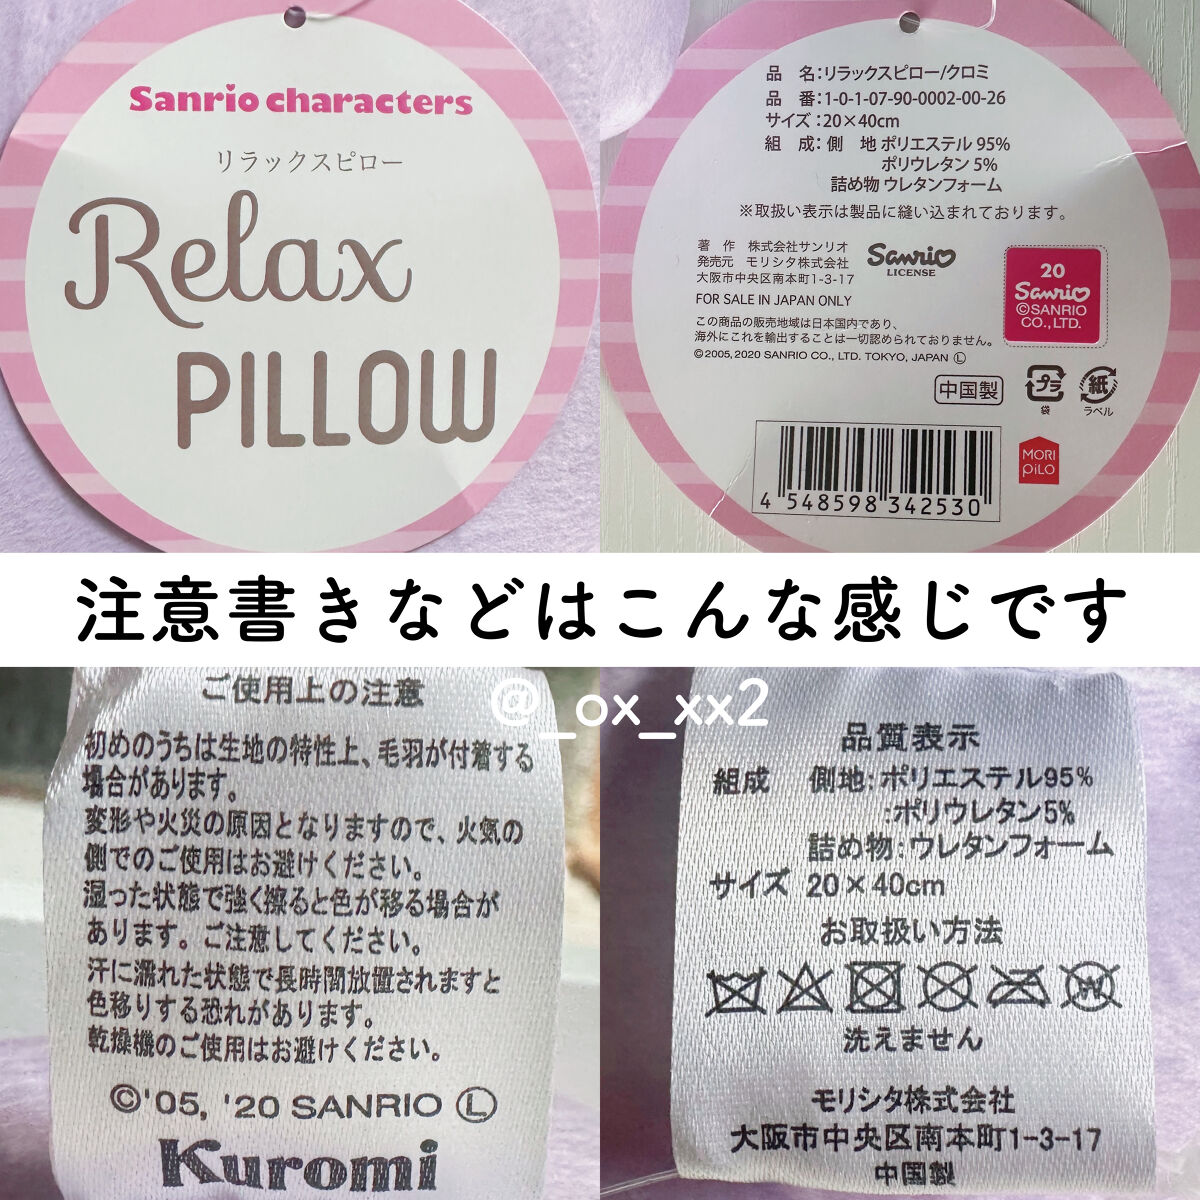 Sanrio characters
リラックスピロー
Relax
PILLOW
品 名：リラックスピロー/クロミ
品 番：1-0-1-07-90-0002-00-26
サイズ：20×40cm
組 成：側 地 ポリエステル 95%
ポリウレタン 5%
詰め物 ウレタンフォーム
※取扱い表示は製品に縫い込まれております。
著 作 株式会社サンリオ
発売元 モリシタ株式会社
大阪市中央区南本町1-3-17
Sanrio
LICENSE
FOR SALE IN JAPAN ONLY
この商品の販売地域は日本国内であり、
海外にこれを輸出することは一切認められておりません。
©2005, 2020 SANRIO CO., LTD. TOKYO, JAPAN Ⓛ
20
Sanrio
©SANRIO
CO.,LTD.
中国製
プラ
袋
紙
ラベル
MORI
PiLO
4 548598 342530
注意書きなどはこんな感じです
@_ox_xx2
ご使用上の注意
初めのうちは生地の特性上、毛羽が付着する
場合があります。
変形や火災の原因となりますので、火気の
側でのご使用はお避けください。
湿った状態で強く擦ると色が移る場合が
あります。ご注意してください。
汗に濡れた状態で長時間放置されますと
色移りする恐れがあります。
乾燥機のご使用はお避けください。
©'05, '20 SANRIO Ⓛ
Kuromi
品質表示
組成 側地：ポリエステル95%
：ポリウレタン5%
詰め物：ウレタンフォーム
サイズ 20×40cm
お取扱い方法
W
洗えません
モリシタ株式会社
大阪市中央区南本町1-3-17
中国製